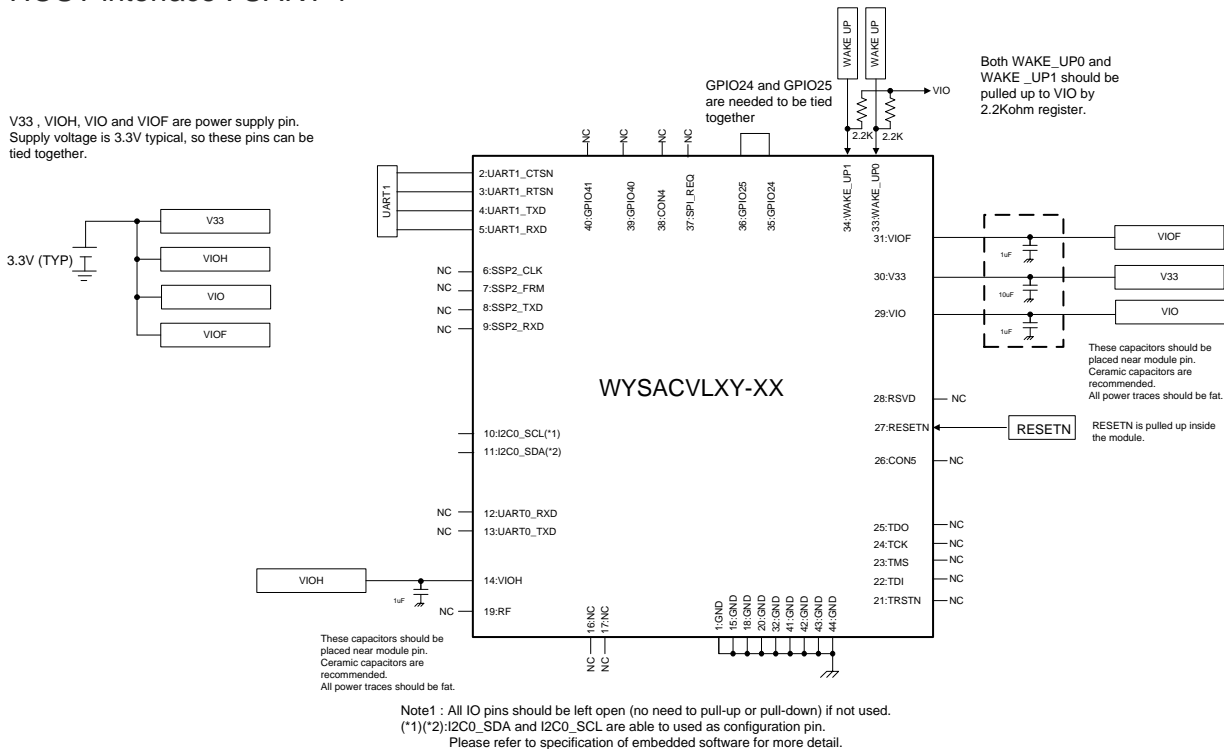 V33 , VIOH, VIO and VIOF are power supply pin.
Supply voltage is 3.3V typical, so these pins can be
tied together.
3.3V (TYP)
V33
VIOH
VIO
VIOF
UART1
2:UART1_CTSN
3:UART1_RTSN
4:UART1_TXD
5:UART1_RXD
NC
6:SSP2_CLK
NC
7:SSP2_FRM
NC
8:SSP2_TXD
NC
9:SSP2_RXD
10:I2C0_SCL(*1)
11:I2C0_SDA(*2)
NC
12:UART0_RXD
NC
13:UART0_TXD
VIOH
1uF
14:VIOH
NC
19:RF
These capacitors should be
placed near module pin.
Ceramic capacitors are
recommended.
All power traces should be fat.
NC
NC
NC
NC
40:GPIO41
39:GPIO40
38:CON4
37:SPI_REQ
GPIO24 and GPIO25
are needed to be tied
together
36:GPIO25
35:GPIO24
WAKE UP
WAKE UP
VIO
2.2K
2.2K
34:WAKE_UP1
33:WAKE_UP0
Both WAKE_UP0 and
WAKE _UP1 should be
pulled up to VIO by
2.2Kohm register.
WYSACVLXY-XX
31:VIOF
1uF
VIOF
30:V33
10uF
V33
29:VIO
1uF
VIO
These capacitors should be
placed near module pin.
Ceramic capacitors are
recommended.
All power traces should be fat.
28:RSVD
NC
27:RESETN
RESETN
RESETN is pulled up inside
the module.
26:CON5
NC
25:TDO
NC
24:TCK
NC
23:TMS
NC
22:TDI
NC
21:TRSTN
NC
16:NC
17:NC
NC
NC
1:GND
15:GND
18:GND
20:GND
32:GND
41:GND
42:GND
43:GND
44:GND
Note1 : All IO pins should be left open (no need to pull-up or pull-down) if not used.
(*1)(*2):I2C0_SDA and I2C0_SCL are able to used as configuration pin.
Please refer to specification of embedded software for more detail.